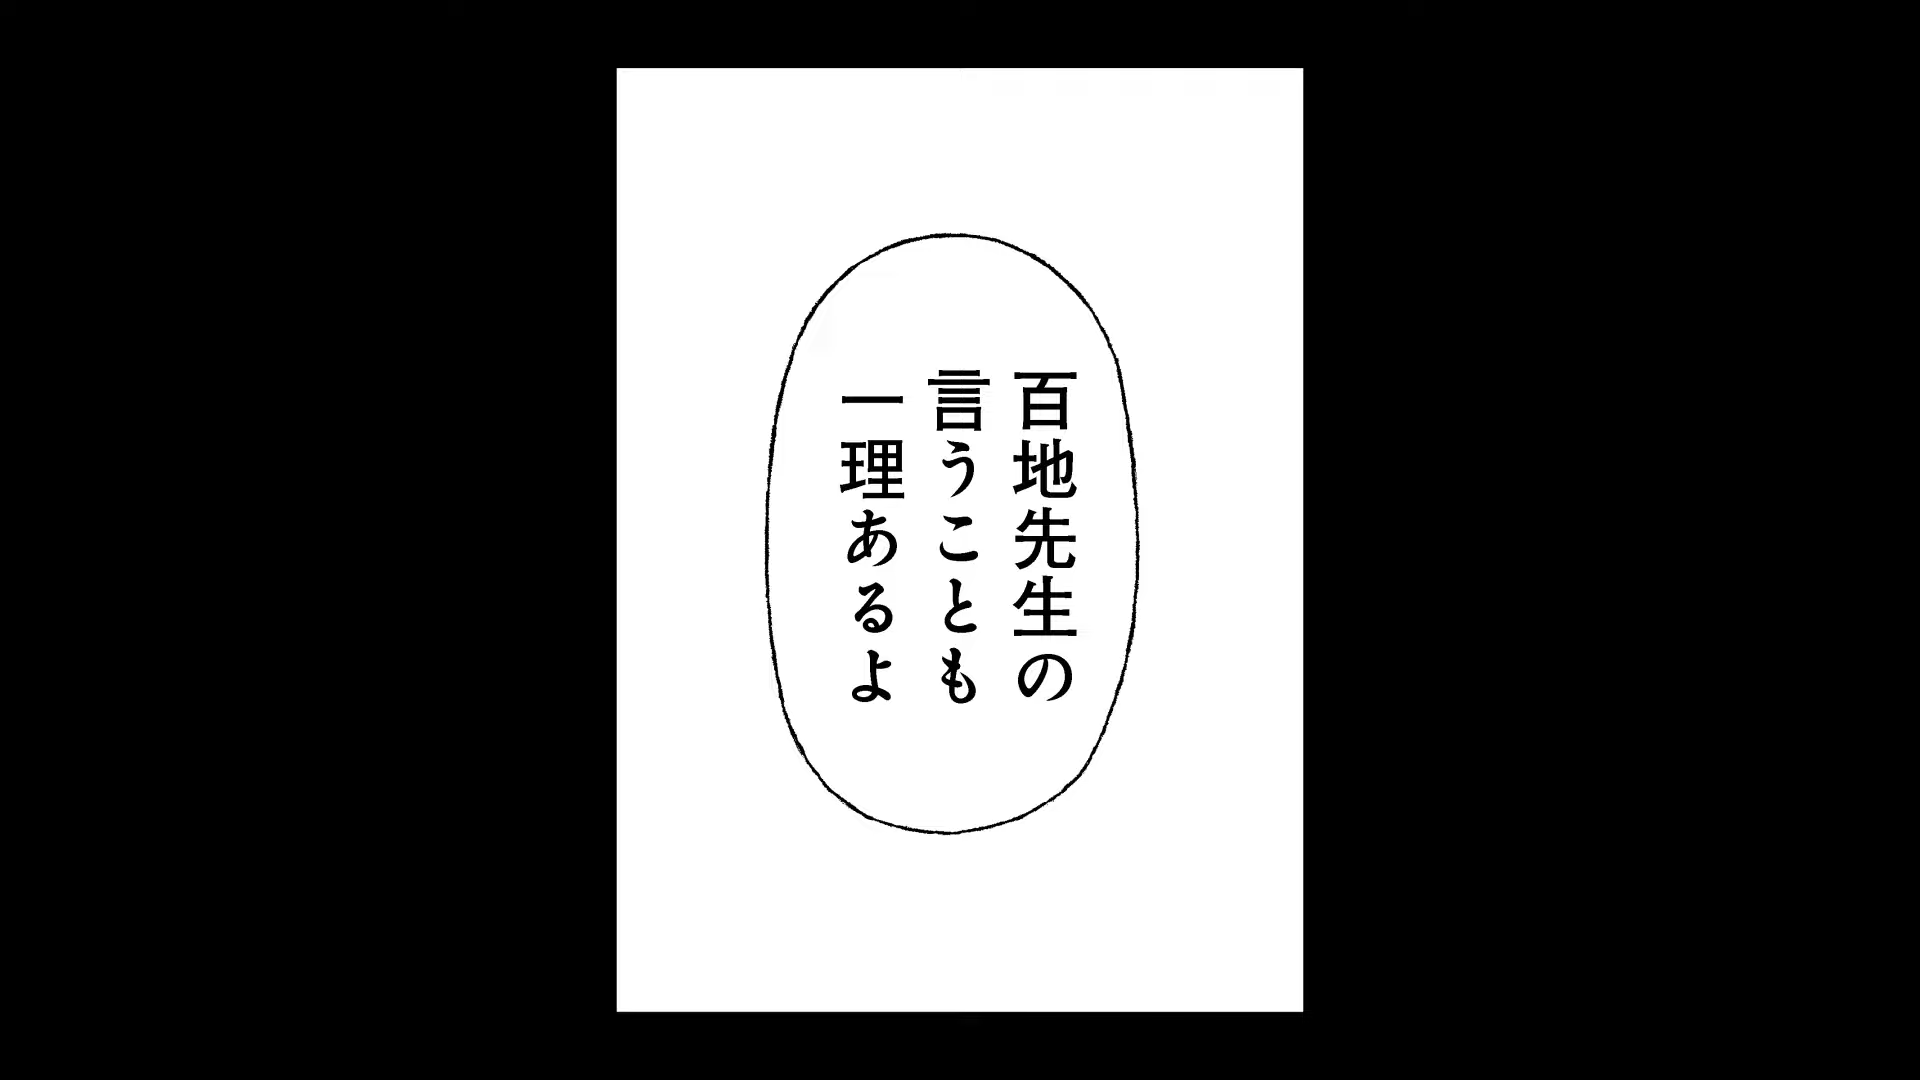 百地先生の
言うことも
一理あるよ